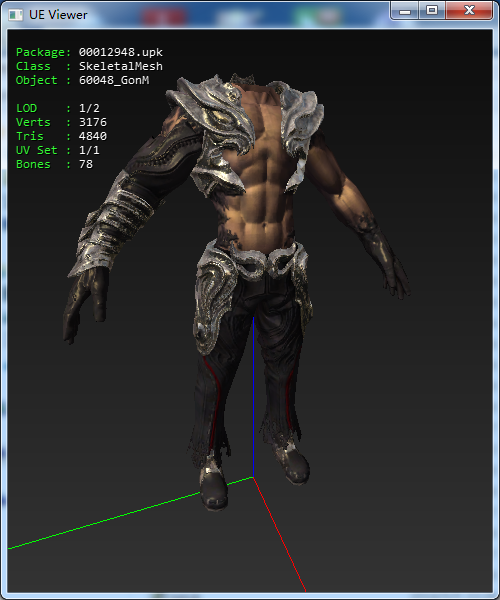 UE Viewer
Package: 00012948.upk
Class : SkeletalMesh
Object : 60048_GonM
LOD : 1/2
Verts : 3176
Tris : 4840
UV Set : 1/1
Bones : 78